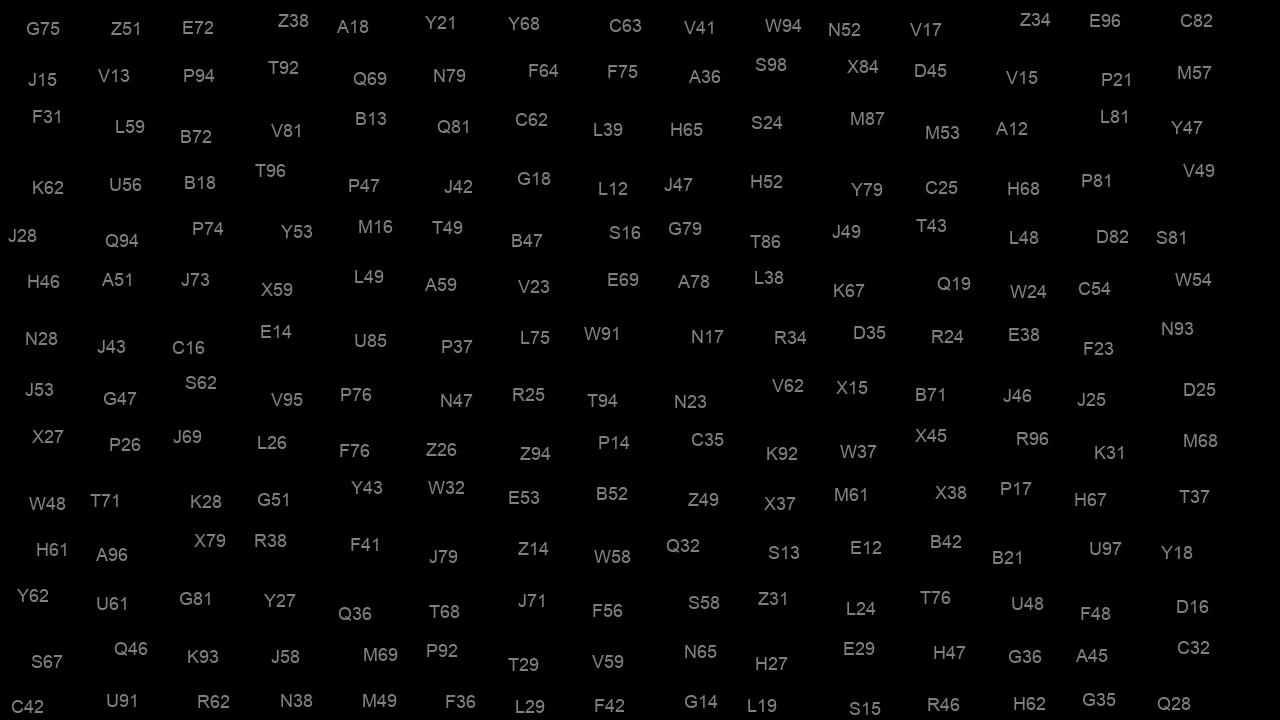 G75 Z51 E72 Z38 A18 Y21 Y68 C63 V41 W94 N52 V17 Z34 E96 C82
J15 V13 P94 T92 Q69 N79 F64 F75 A36 S98 X84 D45 V15 P21 M57
F31 L59 B72 V81 B13 Q81 C62 L39 H65 S24 M87 M53 A12 L81 Y47
K62 U56 B18 T96 P47 J42 G18 L12 J47 H52 Y79 C25 H68 P81 V49
J28 Q94 P74 Y53 M16 T49 B47 S16 G79 T86 J49 T43 L48 D82 S81
H46 A51 J73 X59 L49 A59 V23 E69 A78 L38 K67 Q19 W24 C54 W54
N28 J43 C16 E14 U85 P37 L75 W91 N17 R34 D35 R24 E38 F23 N93
J53 G47 S62 V95 P76 N47 R25 T94 N23 V62 X15 B71 J46 J25 D25
X27 P26 J69 L26 F76 Z26 Z94 P14 C35 K92 W37 X45 R96 K31 M68
W48 T71 K28 G51 Y43 W32 E53 B52 Z49 X37 M61 X38 P17 H67 T37
H61 A96 X79 R38 F41 J79 Z14 W58 Q32 S13 E12 B42 B21 U97 Y18
Y62 U61 G81 Y27 Q36 T68 J71 F56 S58 Z31 L24 T76 U48 F48 D16
S67 Q46 K93 J58 M69 P92 T29 V59 N65 H27 E29 H47 G36 A45 C32
C42 U91 R62 N38 M49 F36 L29 F42 G14 L19 S15 R46 H62 G35 Q28